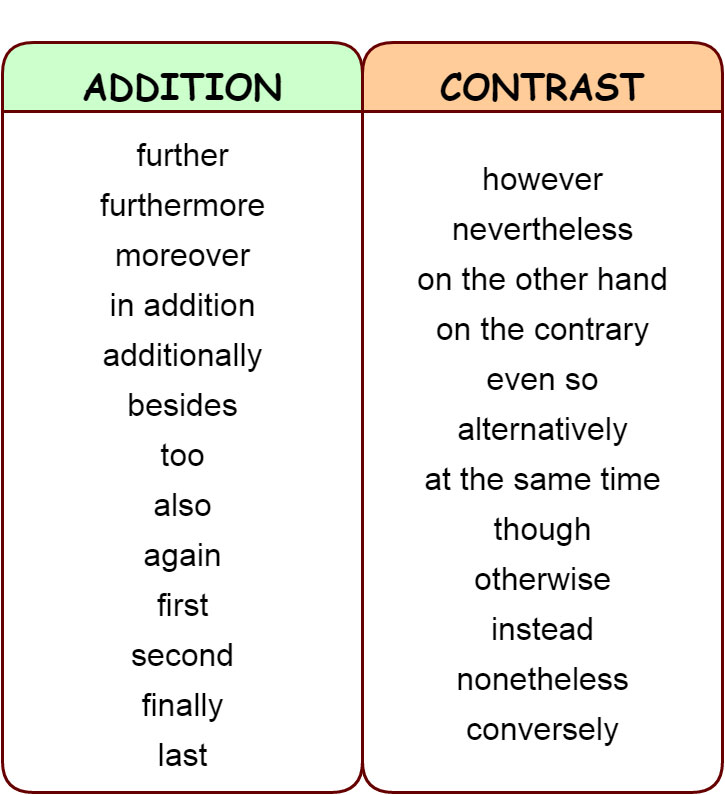 ADDITION
further
furthermore
moreover
in addition
additionally
besides
too
also
again
first
second
finally
last
CONTRAST
however
nevertheless
on the other hand
on the contrary
even so
alternatively
at the same time
though
otherwise
instead
nonetheless
conversely